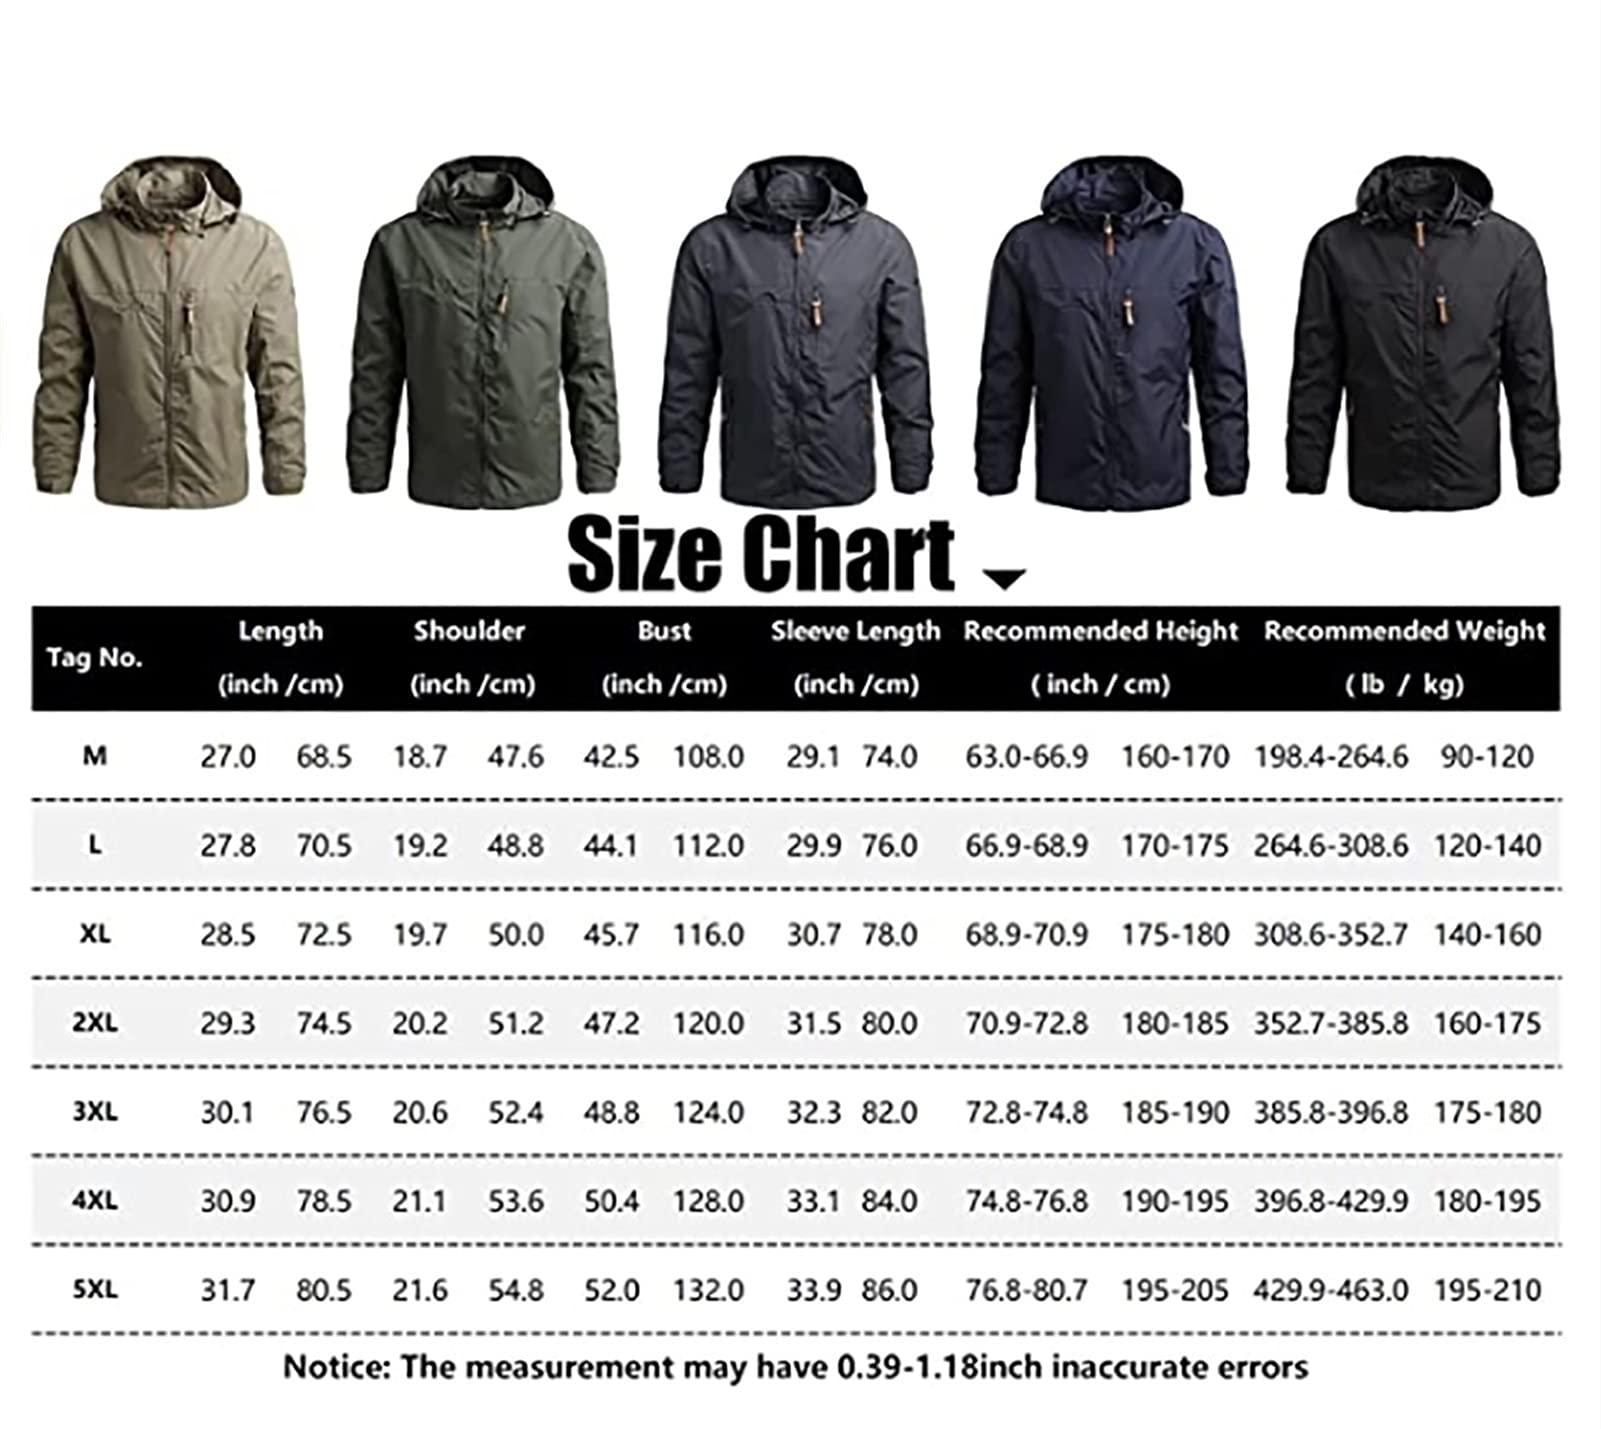 Size Chart
Tag No. Length Shoulder Bust Sleeve Length Recommended Height Recommended Weight
(inch /cm) (inch /cm) (inch /cm) (inch /cm) ( inch / cm) ( lb / kg)
M 27.0 68.5 18.7 47.6 42.5 108.0 29.1 74.0 63.0-66.9 160-170 198.4-264.6 90-120
L 27.8 70.5 19.2 48.8 44.1 112.0 29.9 76.0 66.9-68.9 170-175 264.6-308.6 120-140
XL 28.5 72.5 19.7 50.0 45.7 116.0 30.7 78.0 68.9-70.9 175-180 308.6-352.7 140-160
2XL 29.3 74.5 20.2 51.2 47.2 120.0 31.5 80.0 70.9-72.8 180-185 352.7-385.8 160-175
3XL 30.1 76.5 20.6 52.4 48.8 124.0 32.3 82.0 72.8-74.8 185-190 385.8-396.8 175-180
4XL 30.9 78.5 21.1 53.6 50.4 128.0 33.1 84.0 74.8-76.8 190-195 396.8-429.9 180-195
5XL 31.7 80.5 21.6 54.8 52.0 132.0 33.9 86.0 76.8-80.7 195-205 429.9-463.0 195-210
Notice: The measurement may have 0.39-1.18inch inaccurate errors